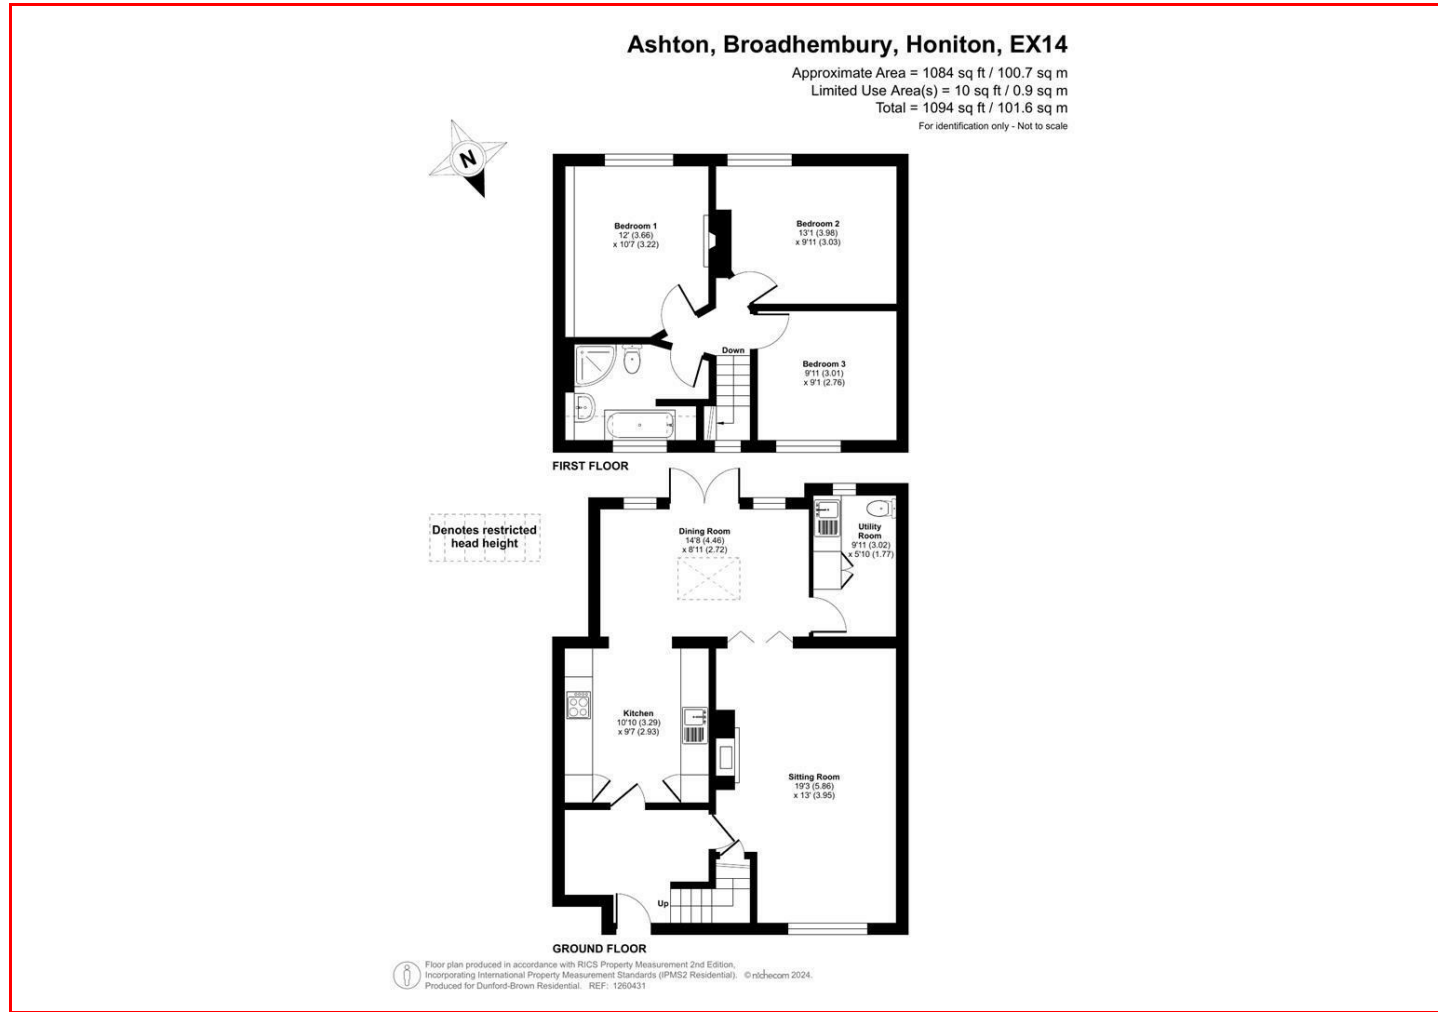 Ashton, Broadhembury, Honiton, EX14
Approximate Area = 1084 sq ft / 100.7 sq m
Limited Use Area(s) = 10 sq ft / 0.9 sq m
Total = 1094 sq ft / 101.6 sq m
For identification only - Not to scale
N
Bedroom 1
12' (3.66)
x 10'7 (3.22)
Bedroom 2
13'1 (3.98)
x 9'11 (3.03)
Down
Bedroom 3
9'11 (3.01)
x 9'1 (2.76)
FIRST FLOOR
Denotes restricted
head height
Dining Room
14'8 (4.46)
x 8'11 (2.72)
Utility
Room
9'11 (3.02)
x 5'10 (1.77)
Kitchen
10'10 (3.29)
x 9'7 (2.93)
Sitting Room
19'3 (5.86)
x 13' (3.95)
Up
GROUND FLOOR
Floor plan produced in accordance with RICS Property Measurement 2nd Edition,
Incorporating International Property Measurement Standards (IPMS2 Residential). © nichecom 2024.
Produced for Dunford-Brown Residential. REF: 1260431